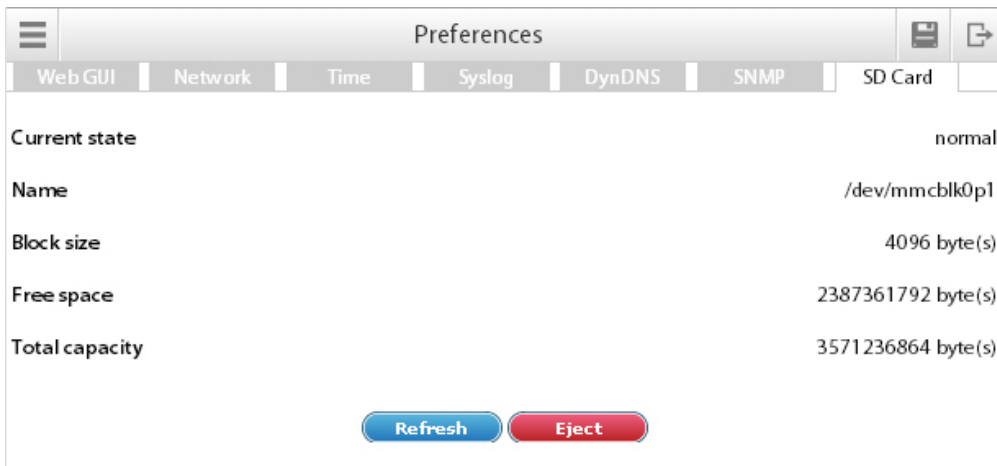 Preferences
Web GUI Network Time Syslog DynDNS SNMP SD Card
Current state normal
Name /dev/mmcblk0p1
Block size 4096 byte(s)
Free space 2387361792 byte(s)
Total capacity 3571236864 byte(s)
Refresh Eject